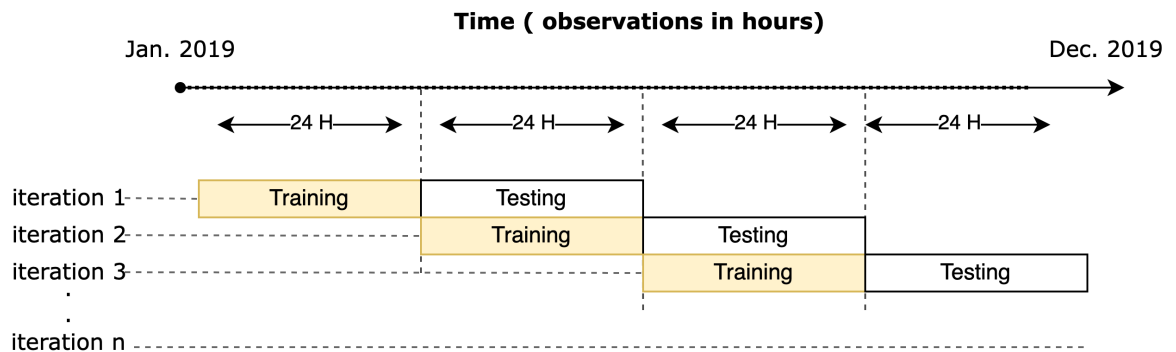 Time ( observations in hours)
Jan. 2019
Dec. 2019
24 H
24 H
24 H
24 H
iteration 1
Training
Testing
iteration 2
Training
Testing
iteration 3
Training
Testing
.
.
iteration n